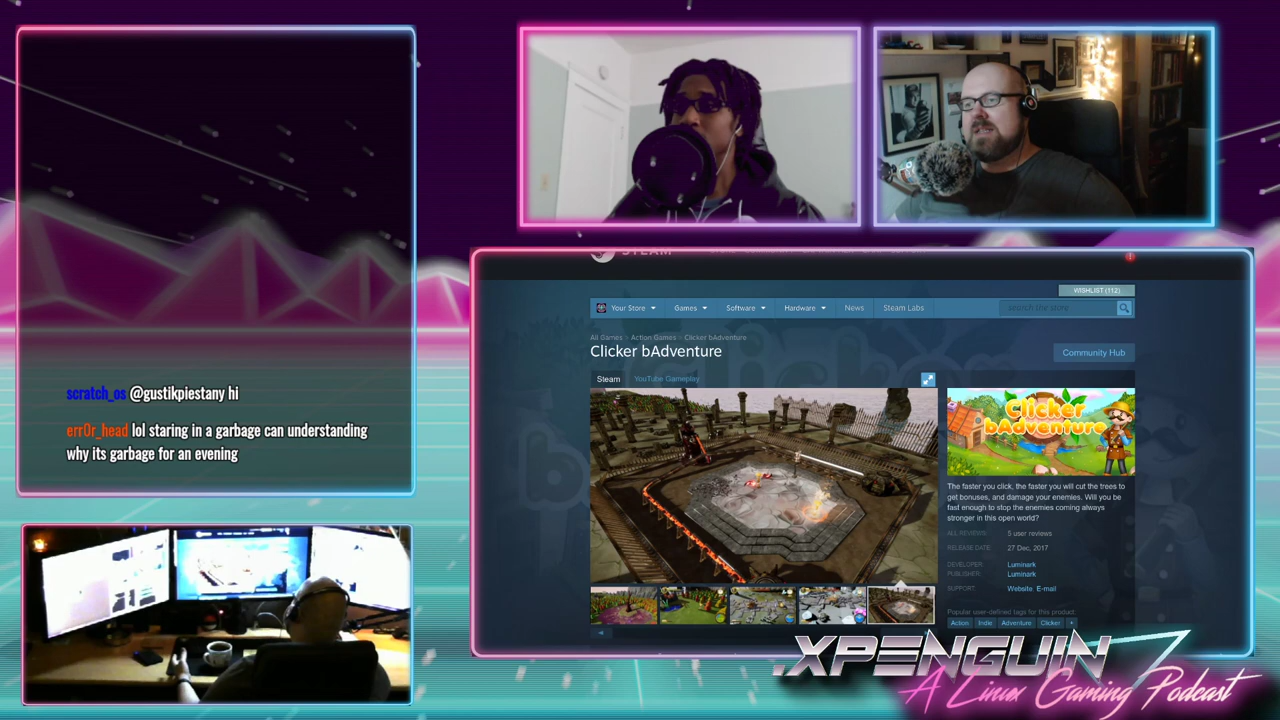 scratch_os @gustikpiestany hi
err0r_head lol staring in a garbage can understanding
why its garbage for an evening
STEAM
WISHLIST (112)
Your Store Games Software Hardware News Steam Labs
search the store
All Games > Action Games > Clicker bAdventure
Clicker bAdventure
Community Hub
Steam YouTube Gameplay
Clicker
bAdventure
The faster you click, the faster you will cut the trees to
get bonuses, and damage your enemies. Will you be
fast enough to stop the enemies coming always
stronger in this open world?
ALL REVIEWS: 5 user reviews
RELEASE DATE: 27 Dec, 2017
DEVELOPER: Luminark
PUBLISHER: Luminark
SUPPORT: Website, E-mail
Popular user-defined tags for this product:
Action Indie Adventure Clicker +
XPENGUIN
A Linux Gaming Podcast